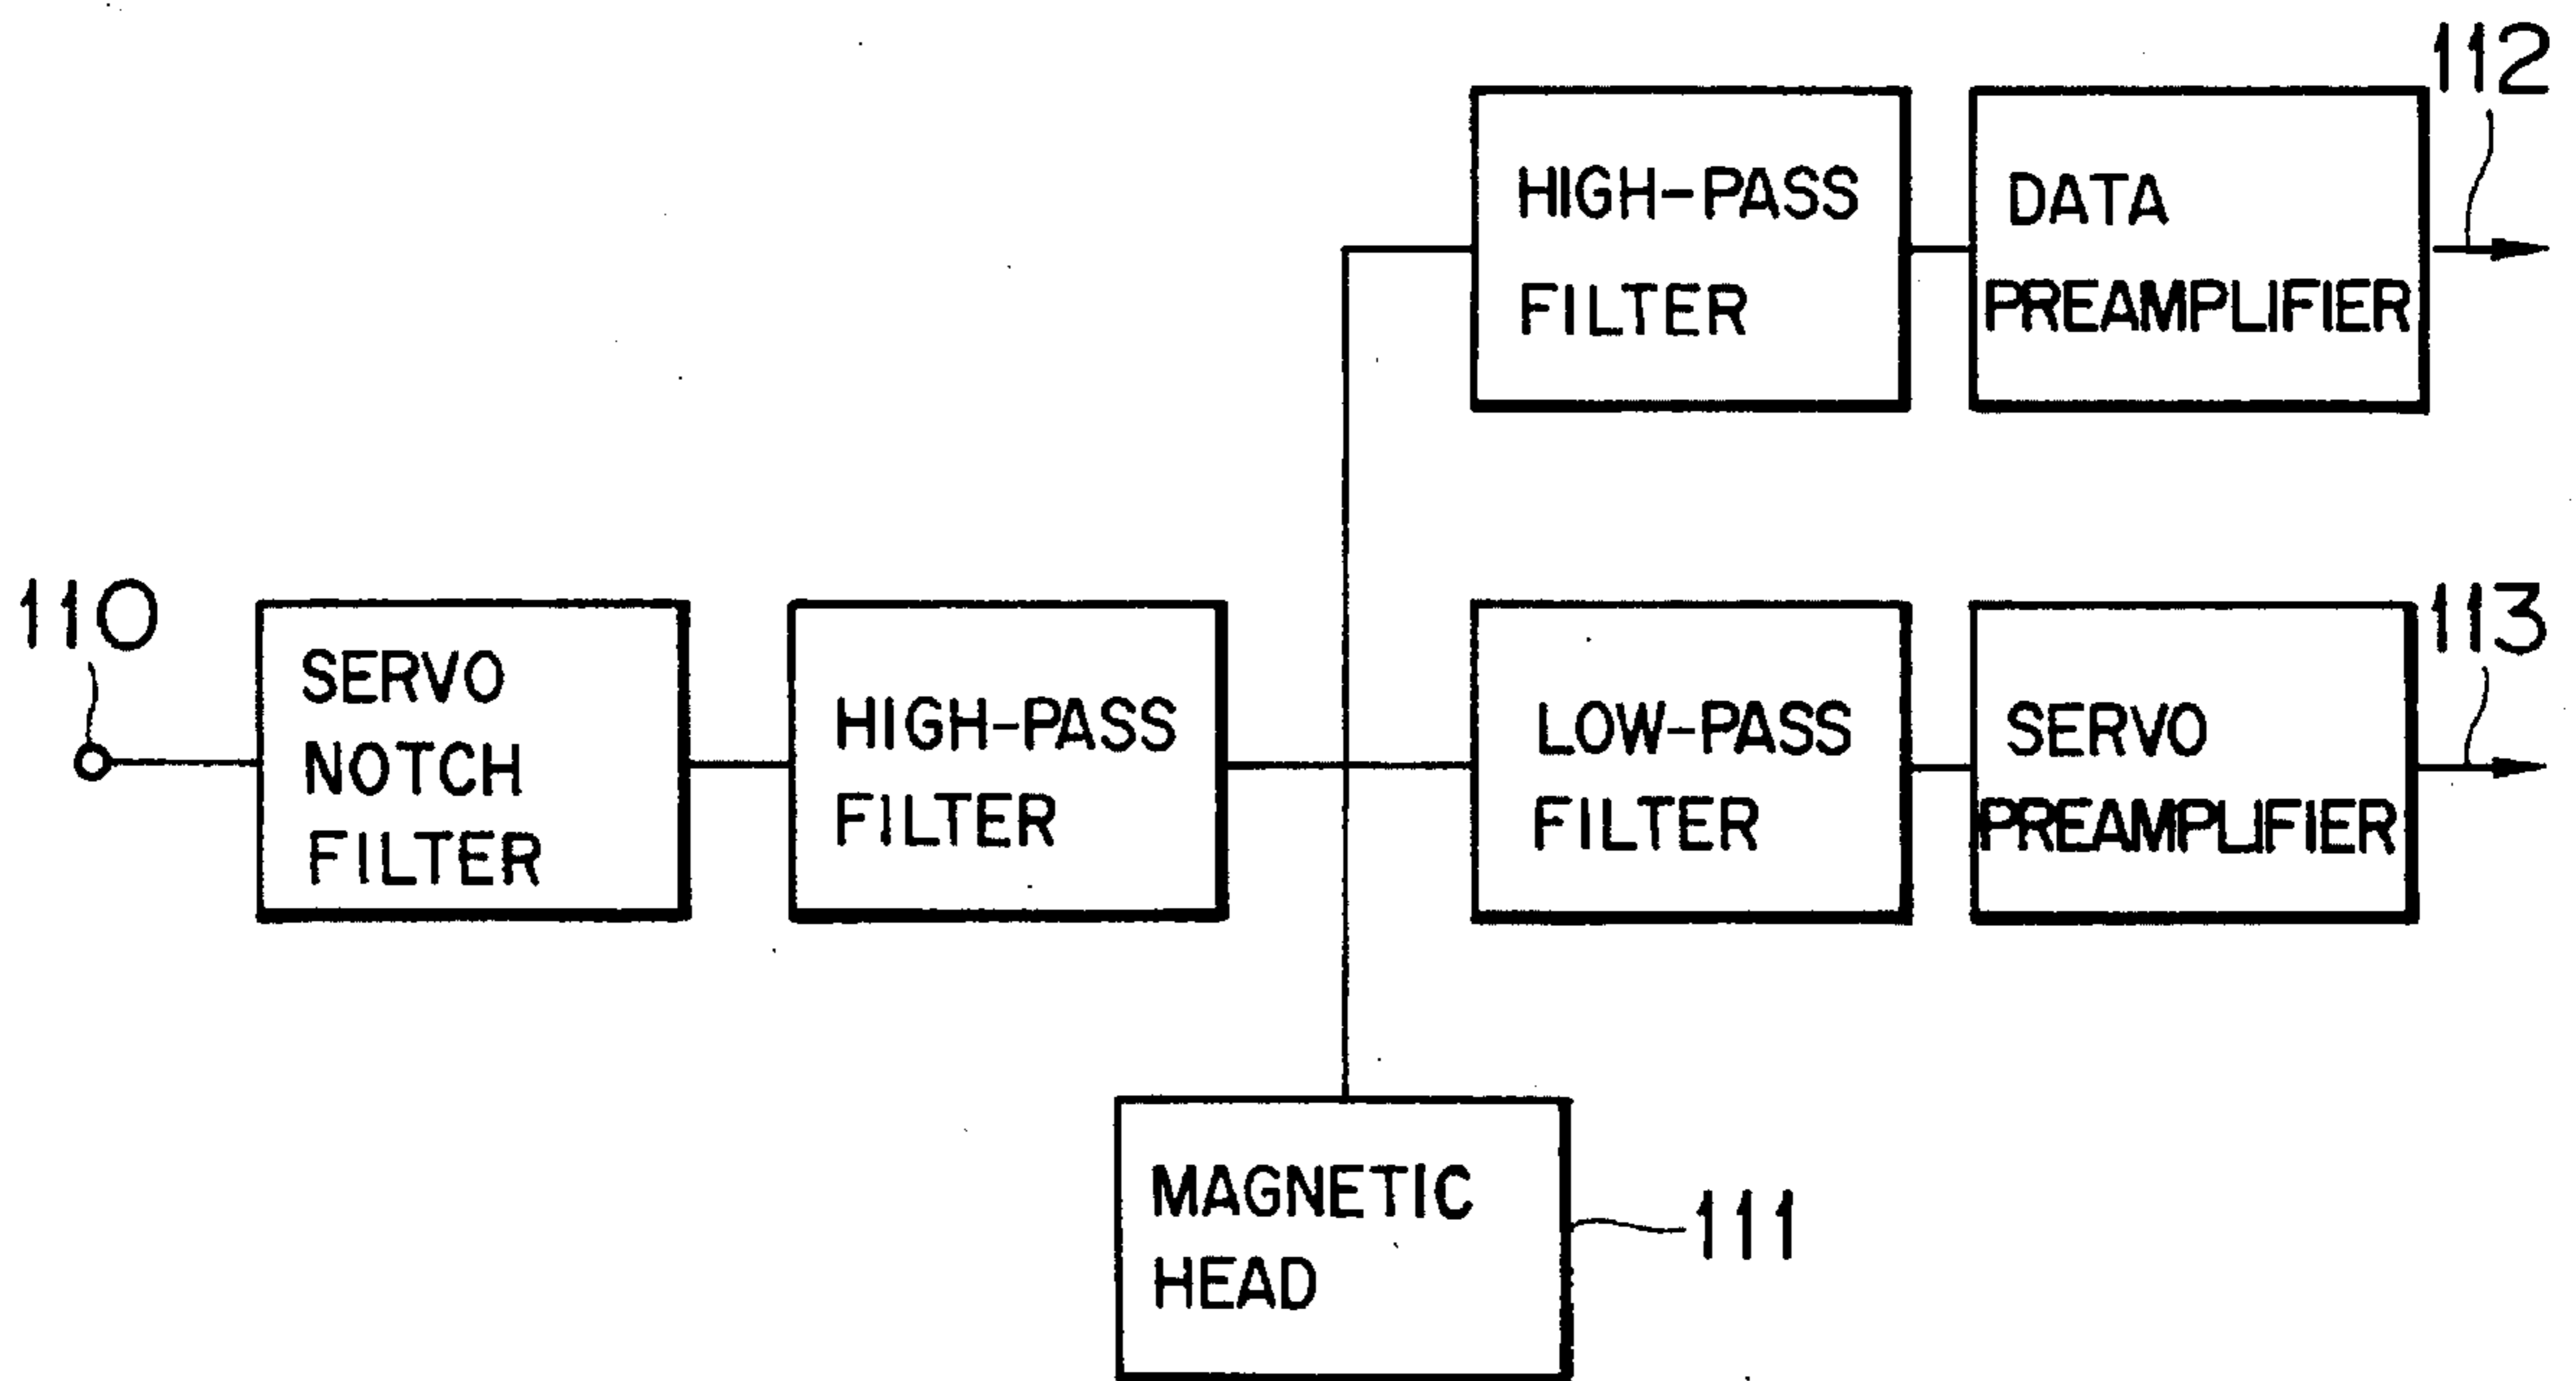 112
HIGH-PASS
FILTER
DATA
PREAMPLIFIER
110
SERVO
NOTCH
FILTER
HIGH-PASS
FILTER
LOW-PASS
FILTER
SERVO
PREAMPLIFIER
113
MAGNETIC
HEAD
111